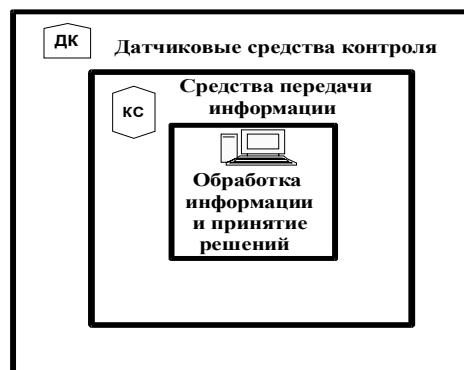 ДК
Датчиковые средства контроля
Средства передачи
информации
КС
Обработка
информации
и принятие
решений